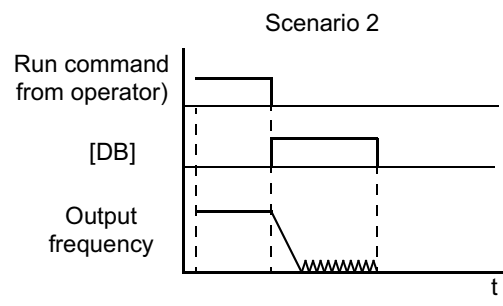 Scenario 2
Run command
from operator)
[DB]
Output
frequency
t